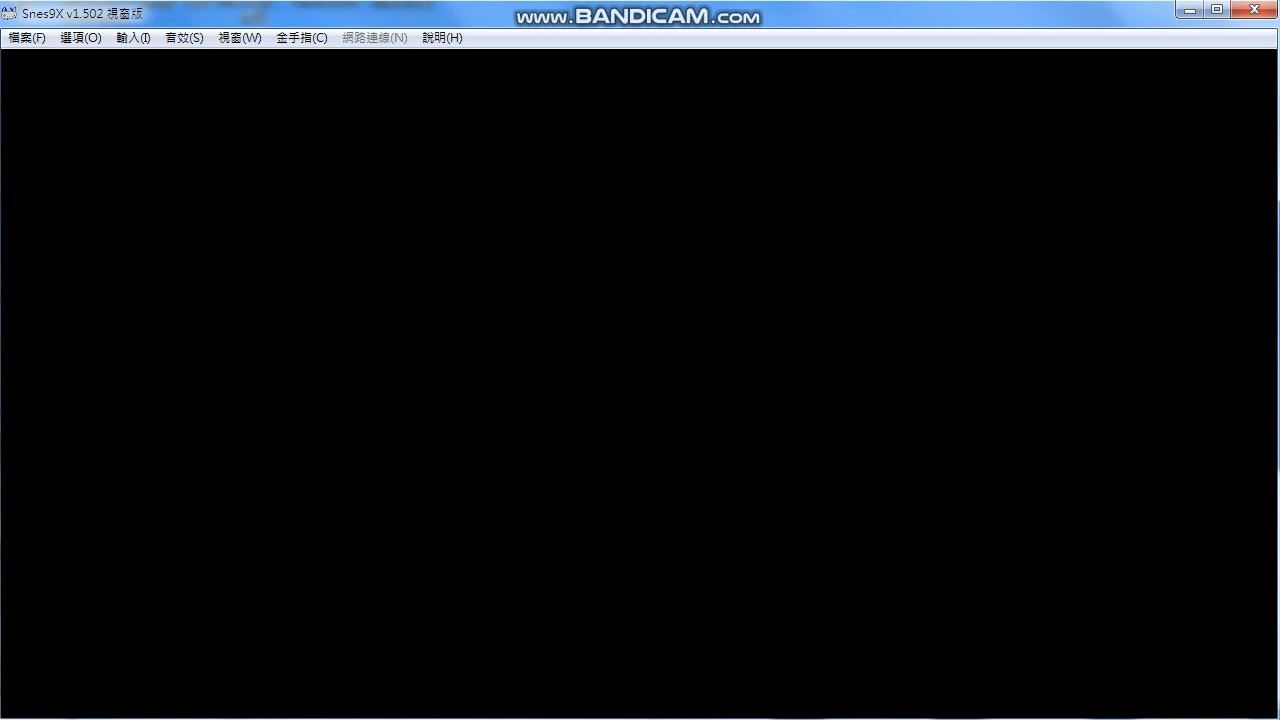 Snes9X v1.502 視窗版
www.BANDICAM.com
檔案(F) 選項(O) 輸入(I) 音效(S) 視窗(W) 金手指(C) 網路連線(N) 說明(H)